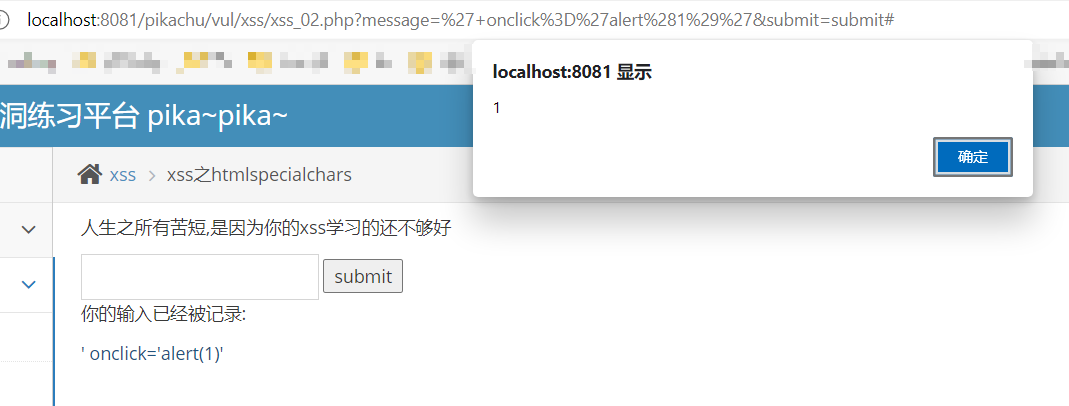 localhost:8081/pikachu/vul/xss/xss_02.php?message=%27+onclick%3D%27alert%281%29%27&submit=submit#
localhost:8081 显示
1
确定
洞练习平台 pika~pika~
xss > xss之htmlspecialchars
人生之所有苦短,是因为你的xss学习的还不够好
submit
你的输入已经被记录:
' onclick='alert(1)'